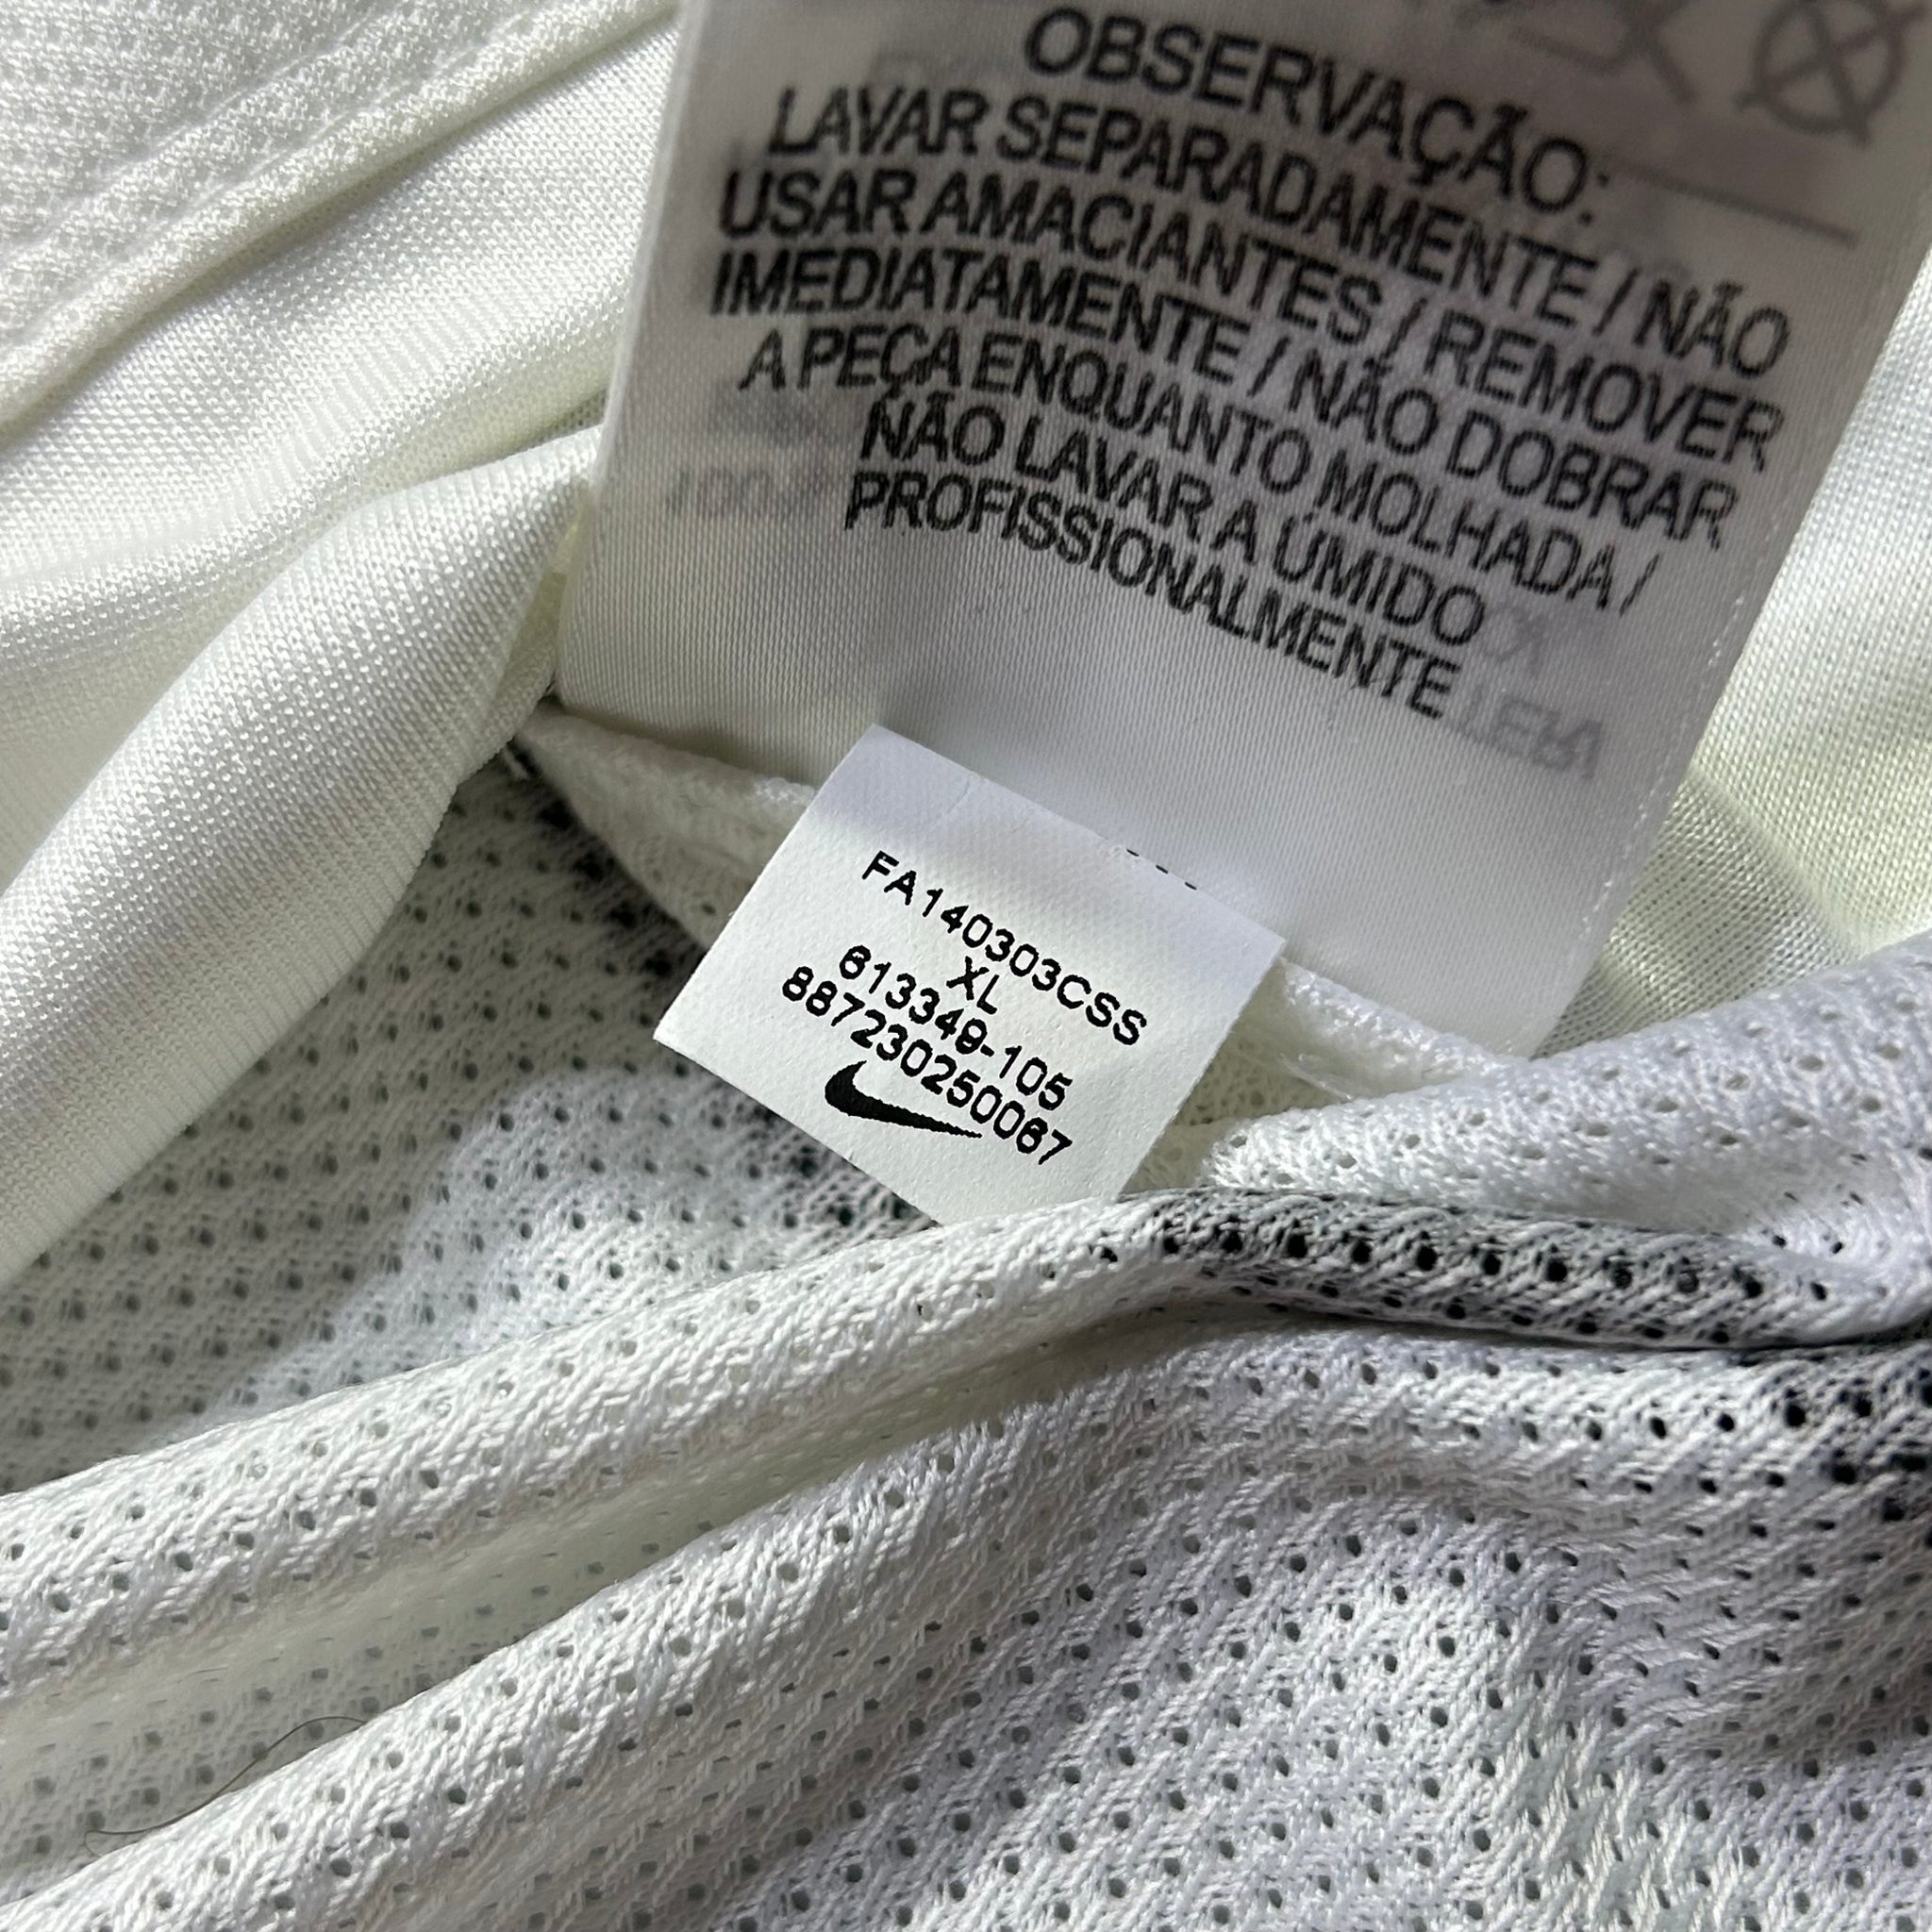 OBSERVAÇÃO:
LAVAR SEPARADAMENTE / NÃO
USAR AMACIANTES / REMOVER
IMEDIATAMENTE / NÃO DOBRAR
A PEÇA ENQUANTO MOLHADA /
NÃO LAVAR A ÚMIDO
PROFISSIONALMENTE
FA140303CSS
XL
613349-105
887230250067